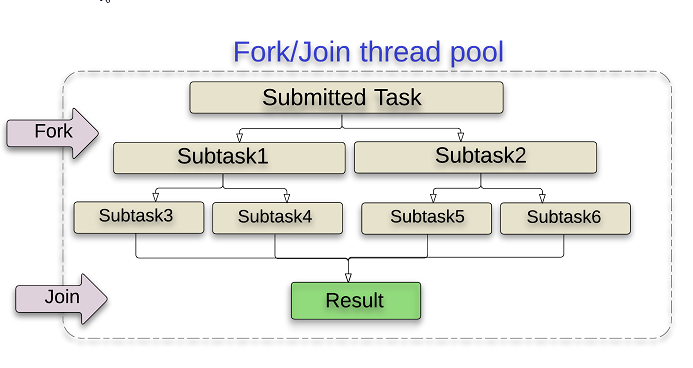 Fork/Join thread pool
Submitted Task
Fork
Subtask1
Subtask2
Subtask3
Subtask4
Subtask5
Subtask6
Join
Result